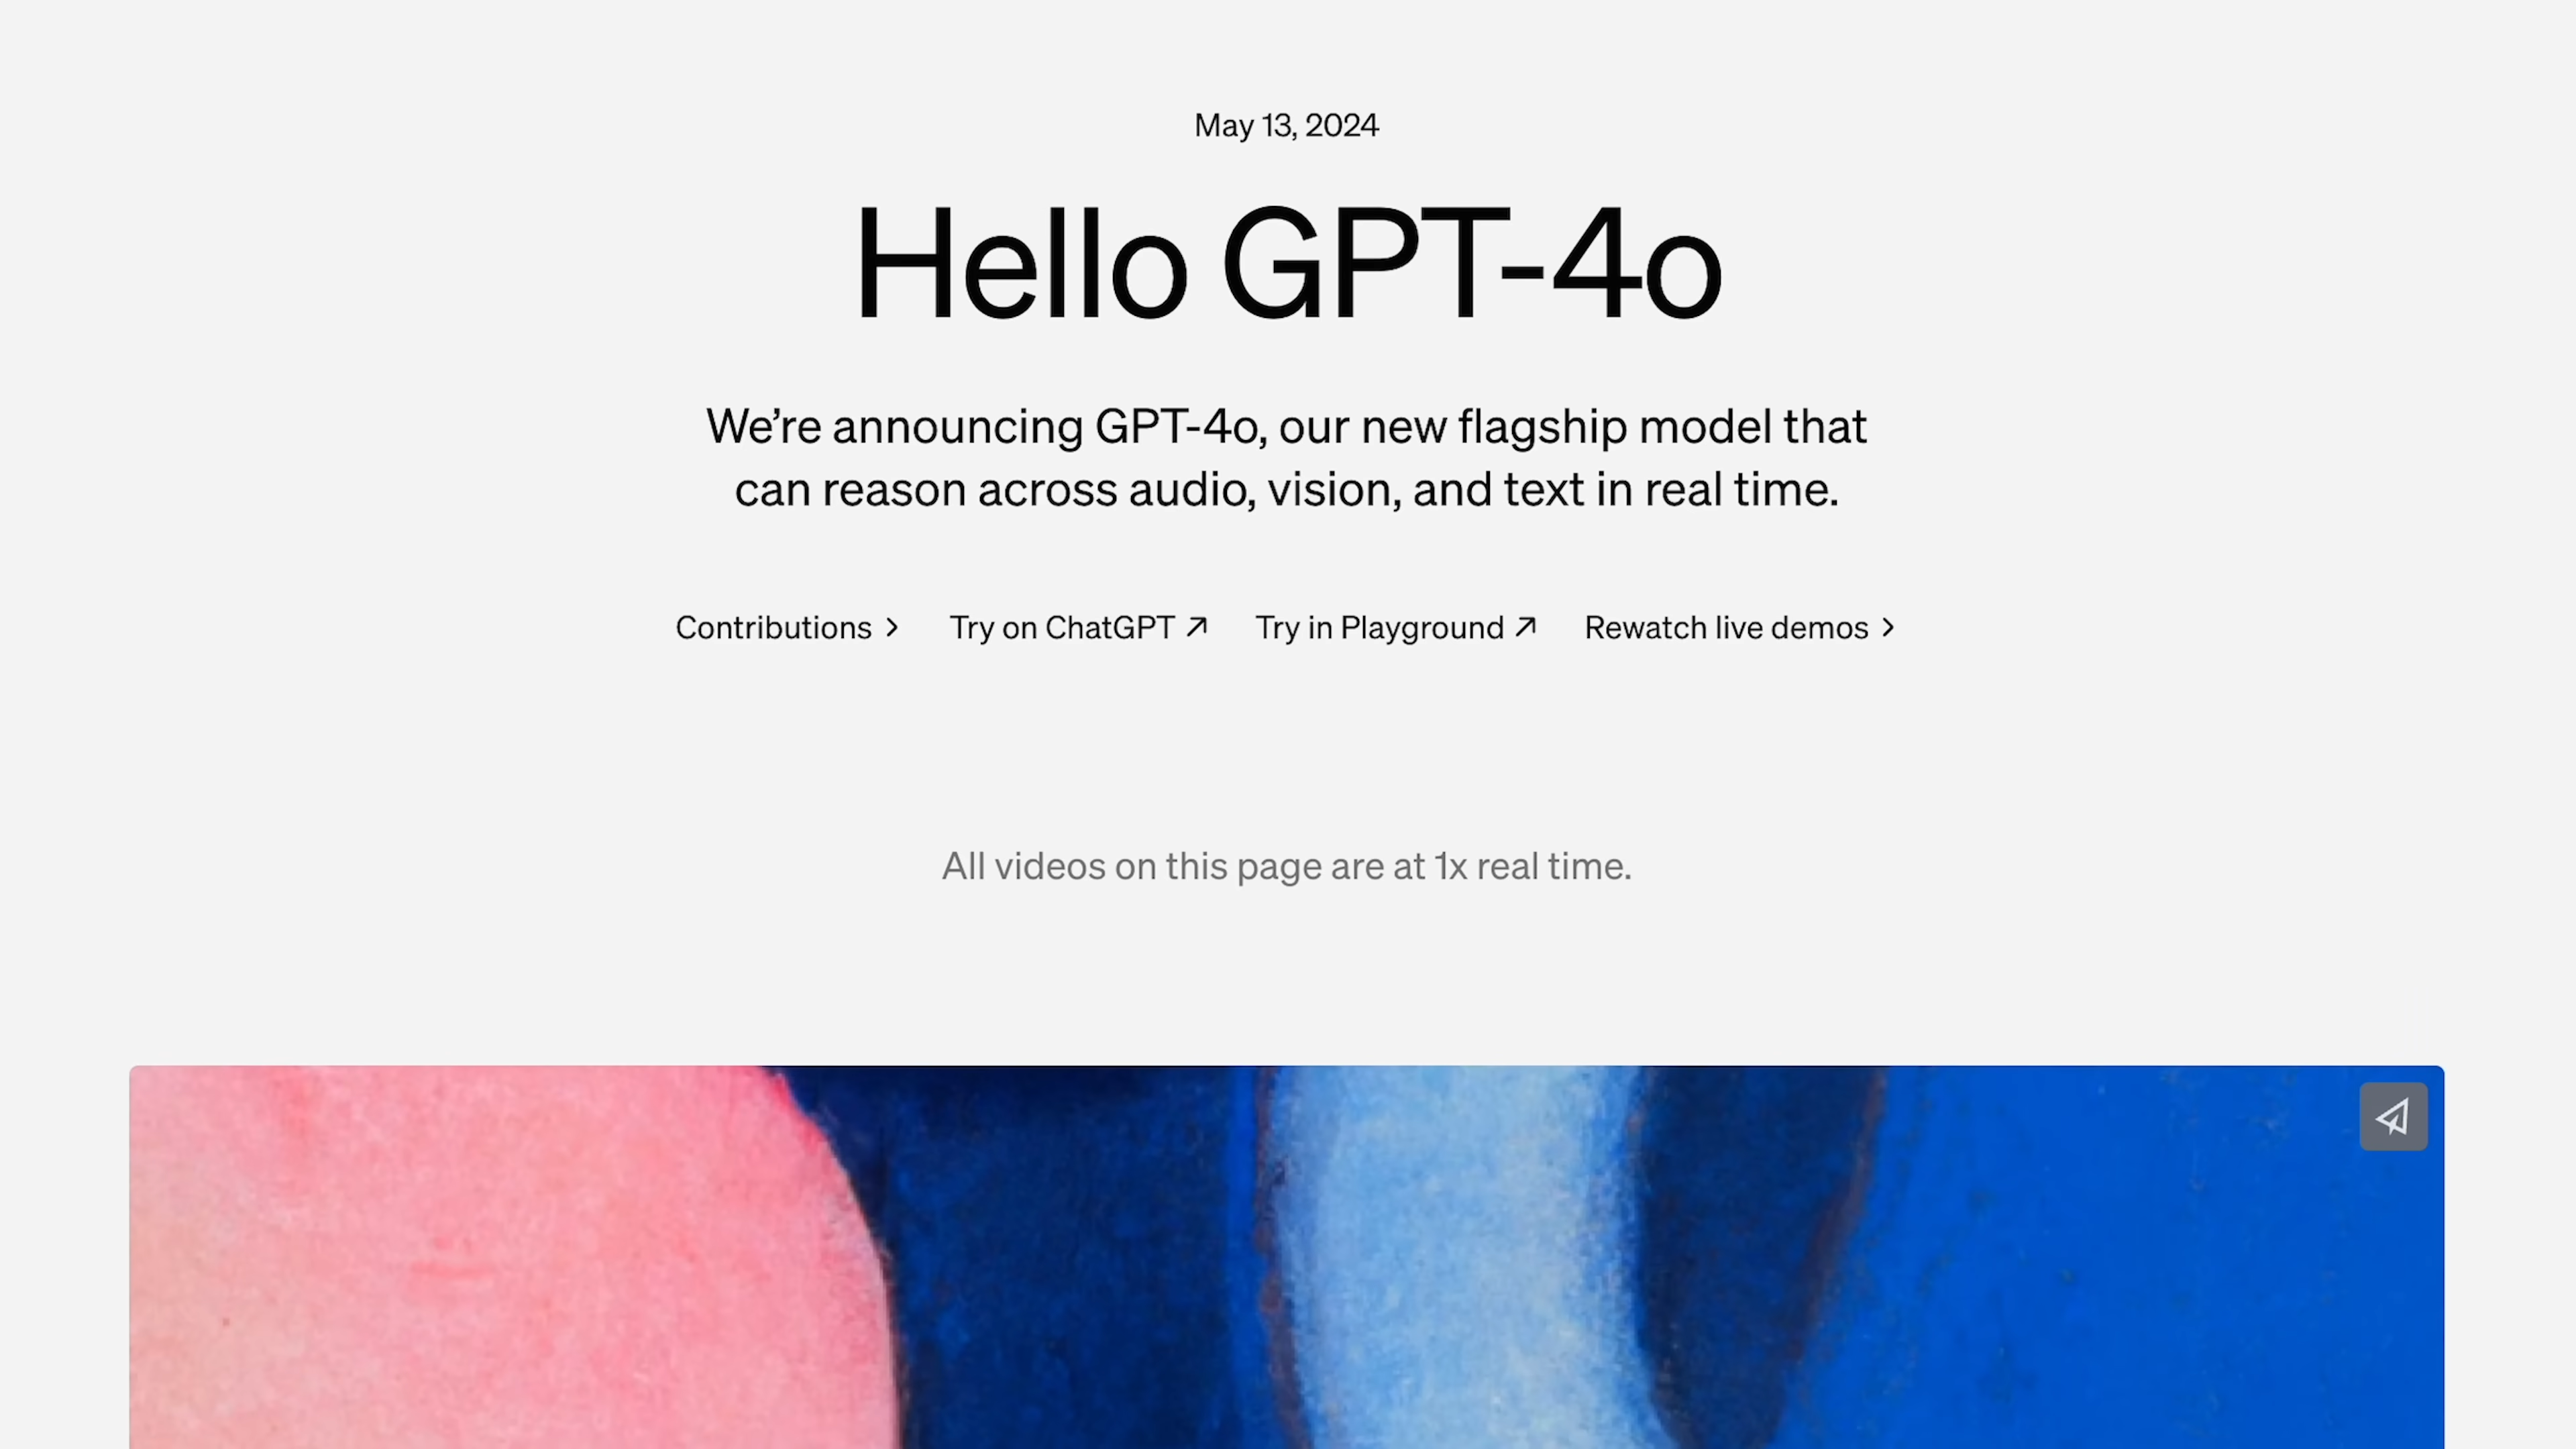 May 13, 2024
Hello GPT-4o
We’re announcing GPT-4o, our new flagship model that
can reason across audio, vision, and text in real time.
Contributions Try on ChatGPT Try in Playground Rewatch live demos
All videos on this page are at 1x real time.